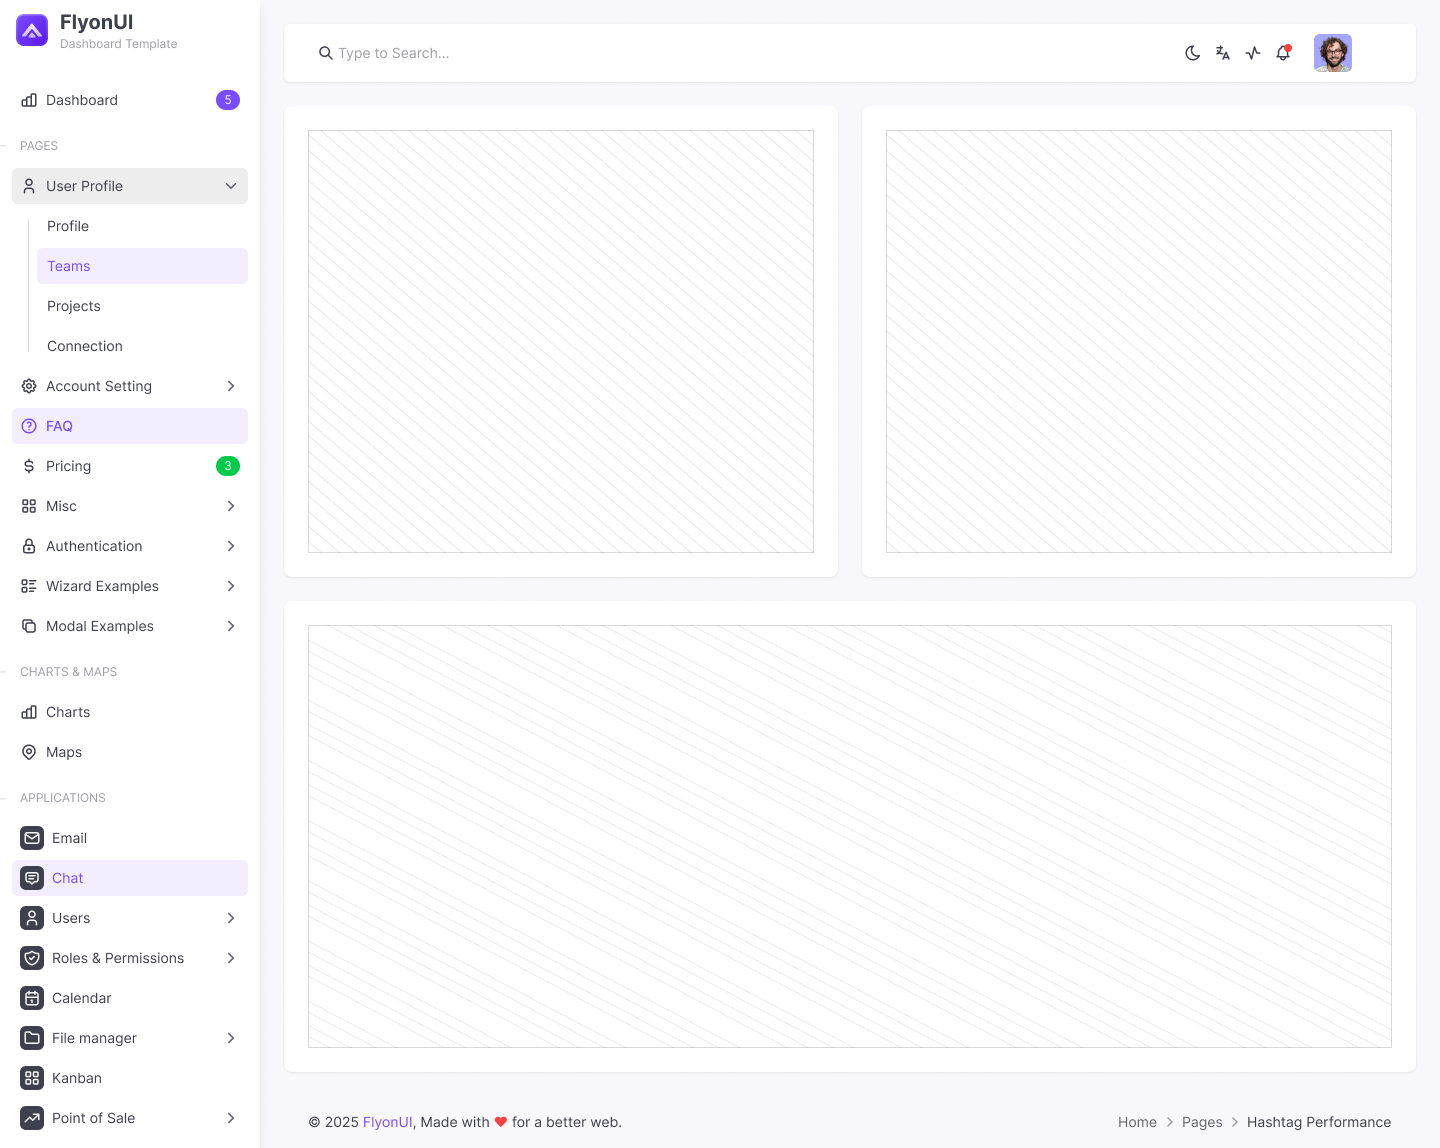 FlyonUI
Dashboard Template
Dashboard 5
PAGES
User Profile
Profile
Teams
Projects
Connection
Account Setting
FAQ
Pricing 3
Misc
Authentication
Wizard Examples
Modal Examples
CHARTS & MAPS
Charts
Maps
APPLICATIONS
Email
Chat
Users
Roles & Permissions
Calendar
File manager
Kanban
Point of Sale
Type to Search...
© 2025 FlyonUI, Made with ❤ for a better web.
Home > Pages > Hashtag Performance